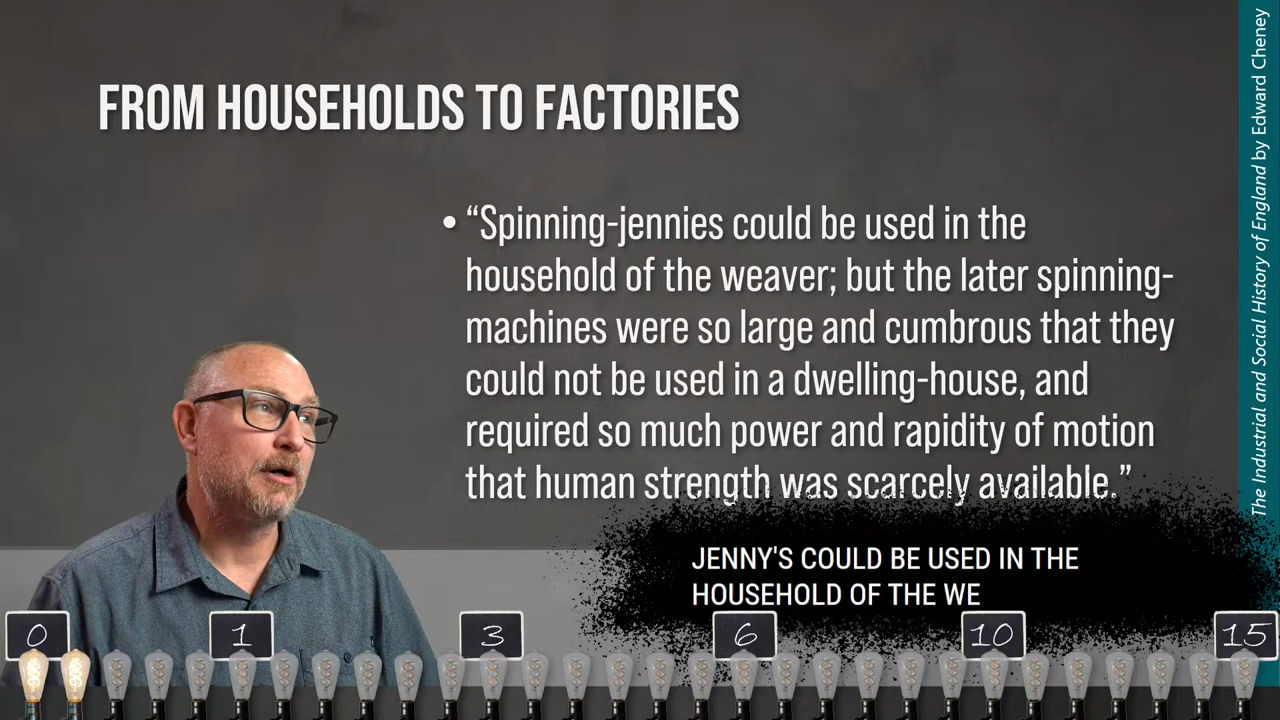 FROM HOUSEHOLDS TO FACTORIES
• “Spinning-jennies could be used in the
household of the weaver; but the later spinning-
machines were so large and cumbrous that they
could not be used in a dwelling-house, and
required so much power and rapidity of motion
that human strength was scarcely available.”
The Industrial and Social History of England by Edward Cheney
JENNY'S COULD BE USED IN THE
HOUSEHOLD OF THE WE
0 1 3 6 10 15